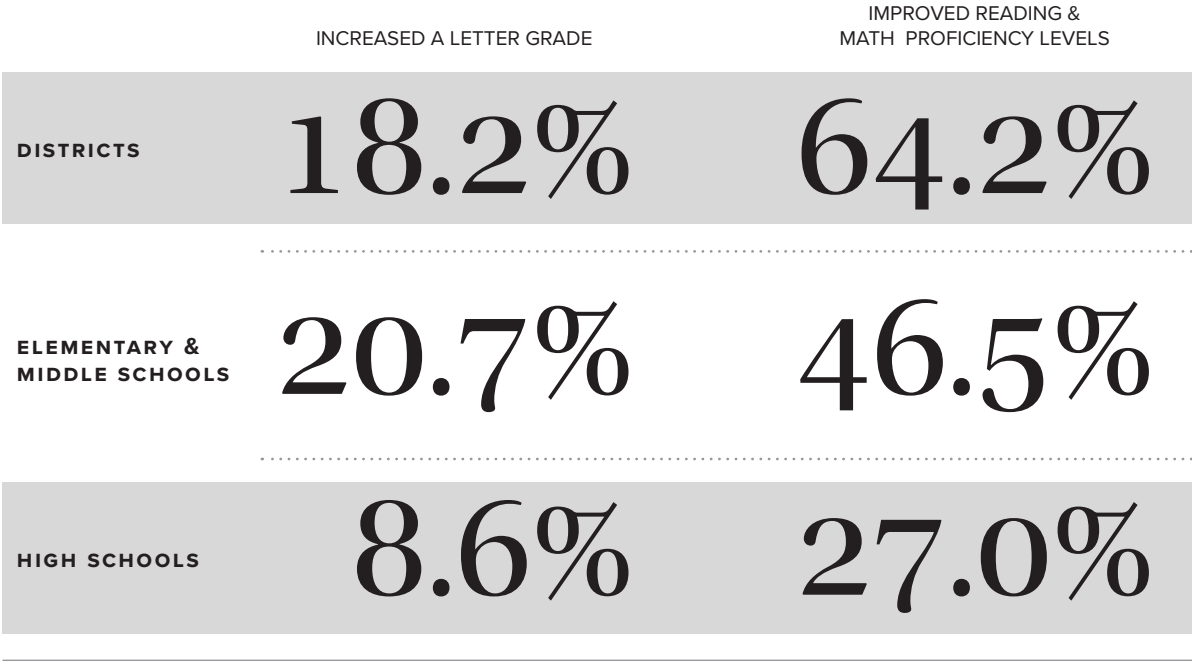 INCREASED A LETTER GRADE
IMPROVED READING &
MATH PROFICIENCY LEVELS
DISTRICTS
18.2%
64.2%
ELEMENTARY &
MIDDLE SCHOOLS
20.7%
46.5%
HIGH SCHOOLS
8.6%
27.0%